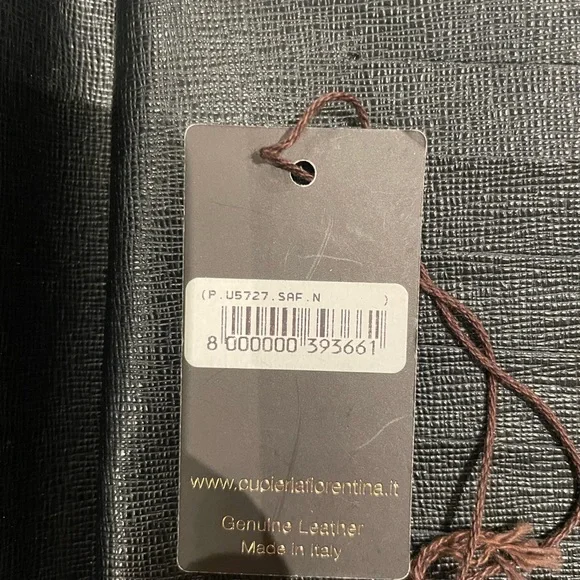 (P.U5727.SAF.N )
8 000000 393661
www.cuoieriafiorentina.it
Genuine Leather
Made in Italy